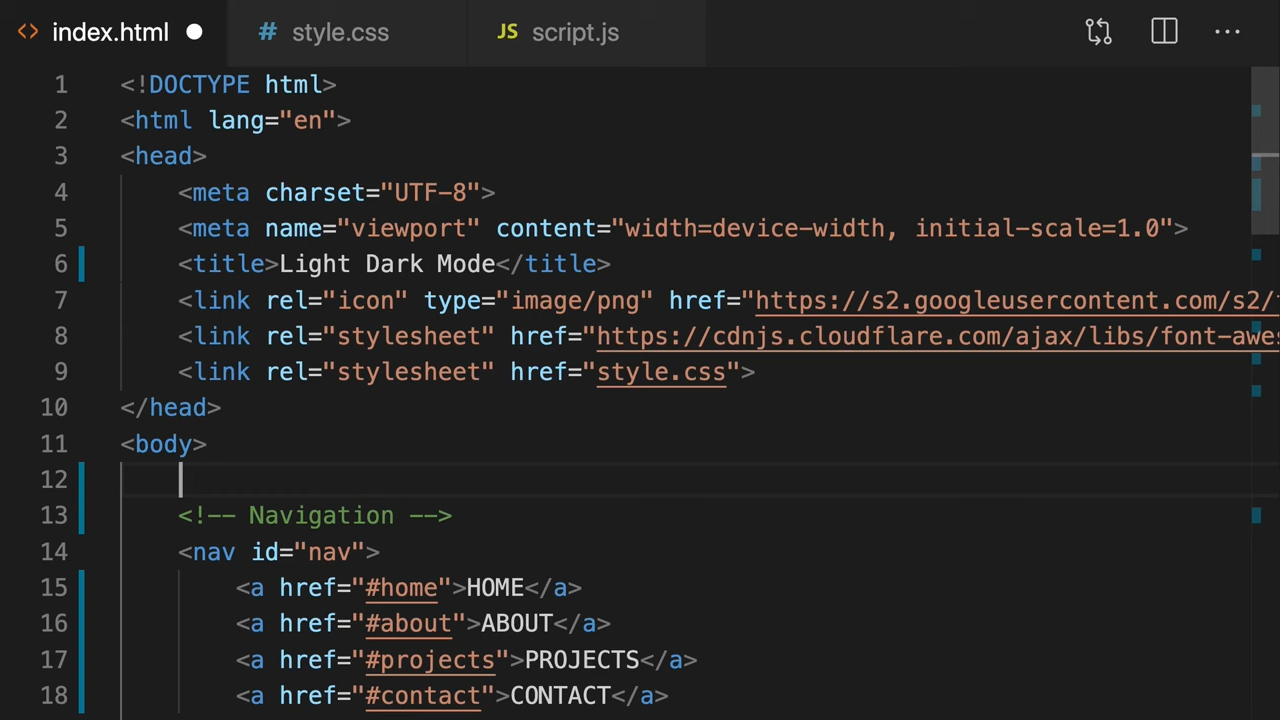 <> index.html
# style.css
JS script.js
1 <!DOCTYPE html>
2 <html lang="en">
3 <head>
4 <meta charset="UTF-8">
5 <meta name="viewport" content="width=device-width, initial-scale=1.0">
6 <title>Light Dark Mode</title>
7 <link rel="icon" type="image/png" href="https://s2.googleusercontent.com/s2/
8 <link rel="stylesheet" href="https://cdnjs.cloudflare.com/ajax/libs/font-awes
9 <link rel="stylesheet" href="style.css">
10 </head>
11 <body>
12
13 <!-- Navigation -->
14 <nav id="nav">
15 <a href="#home">HOME</a>
16 <a href="#about">ABOUT</a>
17 <a href="#projects">PROJECTS</a>
18 <a href="#contact">CONTACT</a>